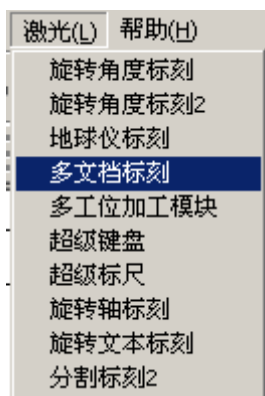 激光(L) 帮助(H)
旋转角度标刻
旋转角度标刻2
地球仪标刻
多文档标刻
多工位加工模块
超级键盘
超级标尺
旋转轴标刻
旋转文本标刻
分割标刻2